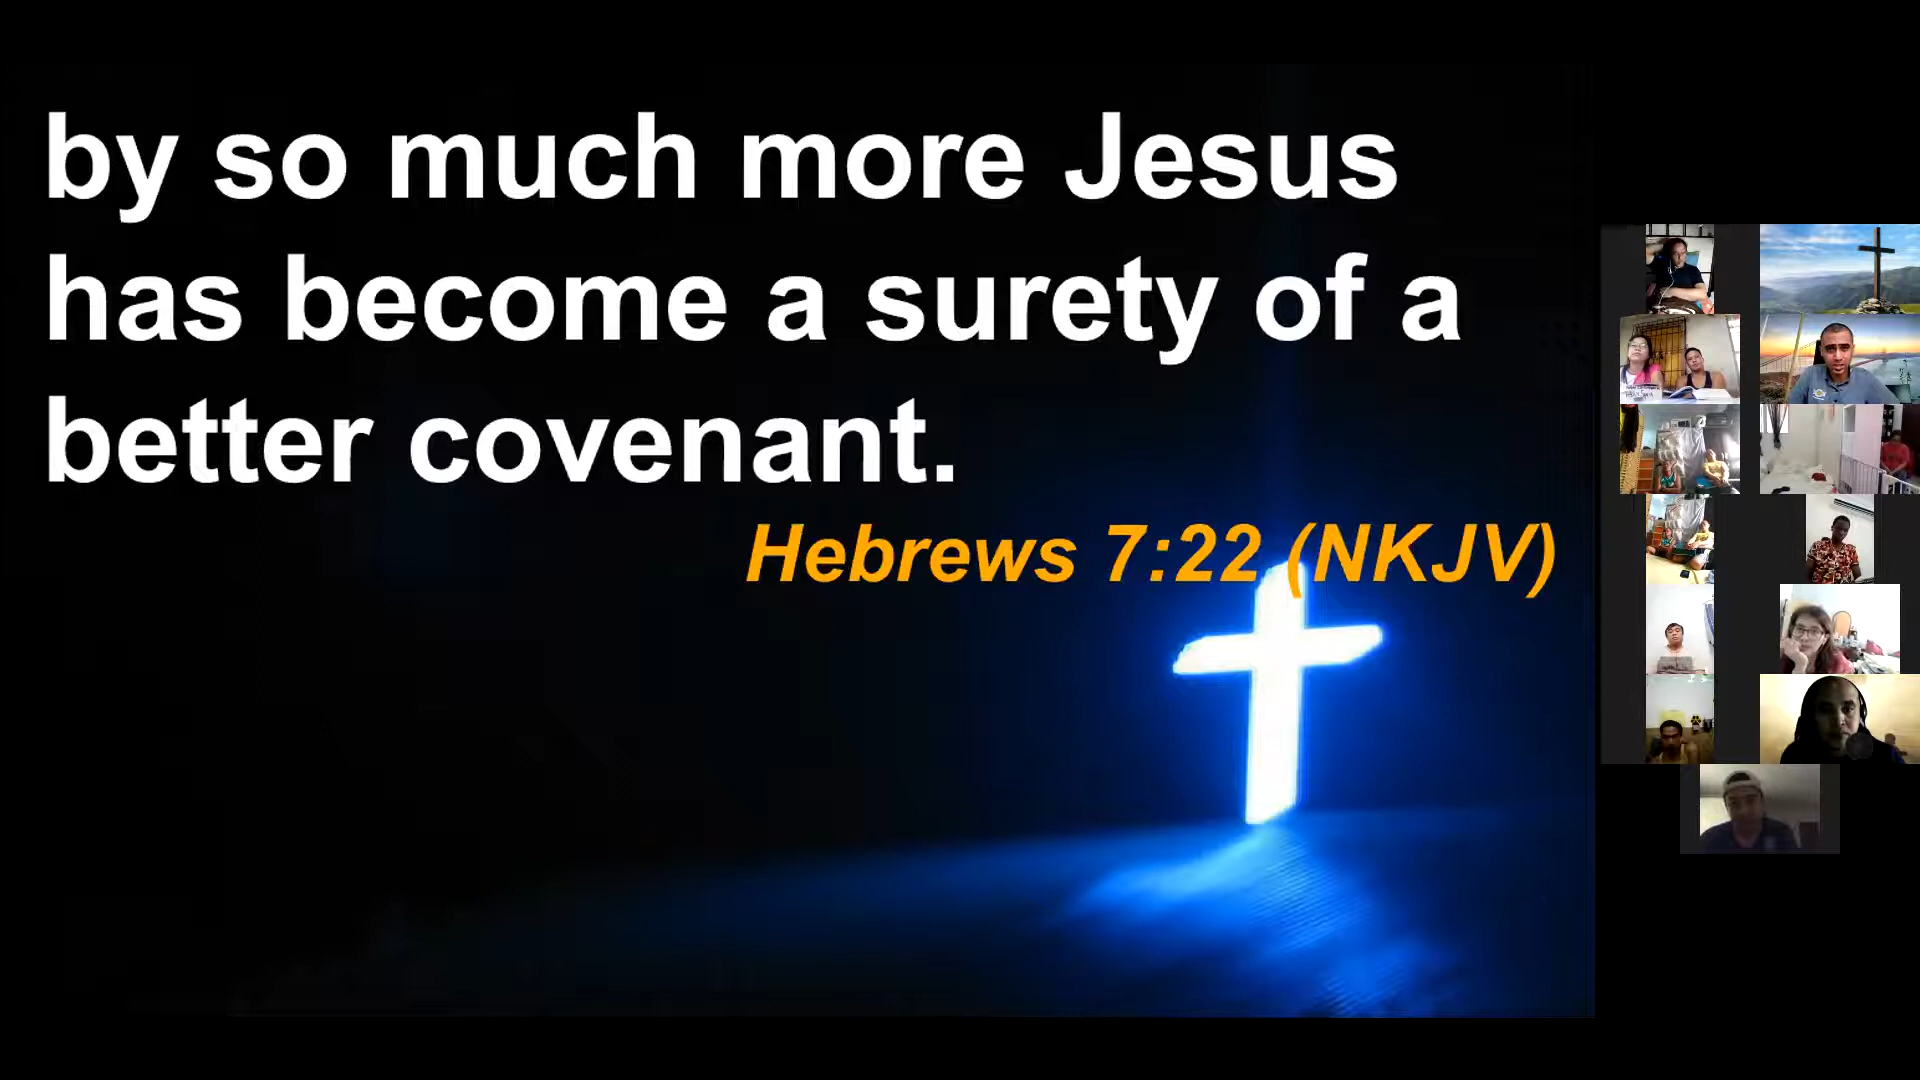 by so much more Jesus
has become a surety of a
better covenant.
Hebrews 7:22 (NKJV)